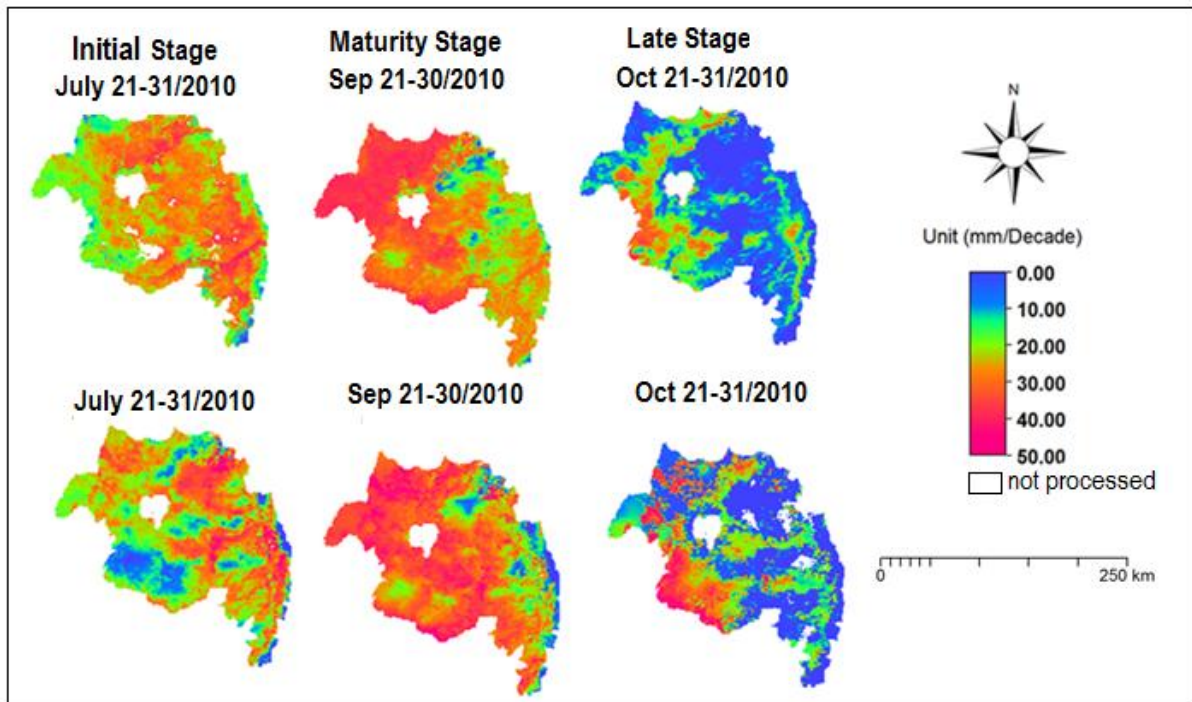 Initial Stage
July 21-31/2010
Maturity Stage
Sep 21-30/2010
Late Stage
Oct 21-31/2010
N
Unit (mm/Decade)
0.00
10.00
20.00
30.00
40.00
50.00
not processed
0 250 km
July 21-31/2010
Sep 21-30/2010
Oct 21-31/2010